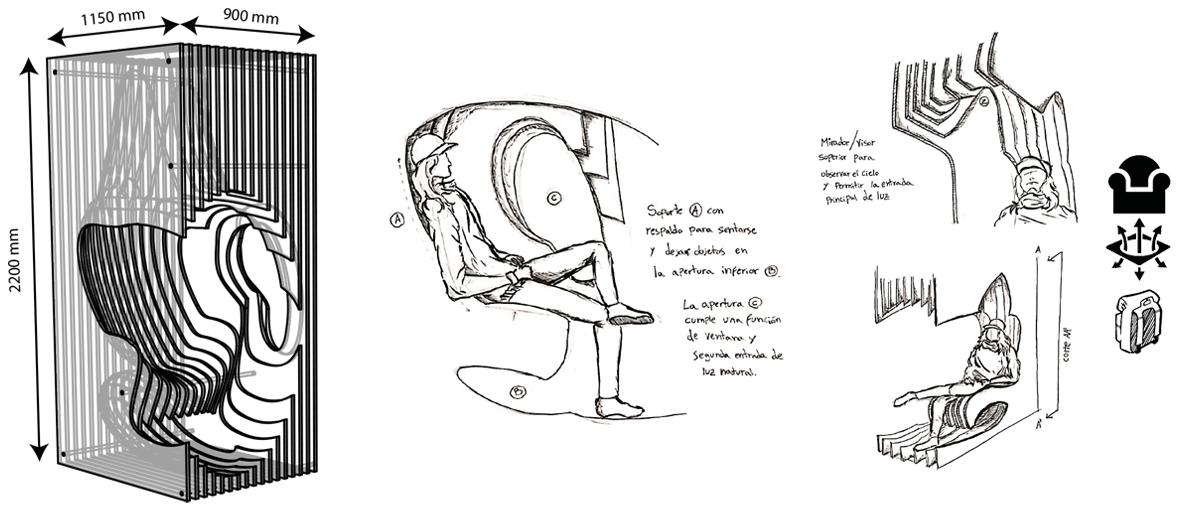 1150 mm
900 mm
2200 mm
A
C
B
Soporte A con
respaldo para sentarse
y dejar objetos en
la apertura inferior B.
La apertura C
cumple una función
de ventana y
segunda entrada de
luz natural.
Mirador/Visor
superior para
observar el cielo
y permitir la entrada
principal de luz
A
A'